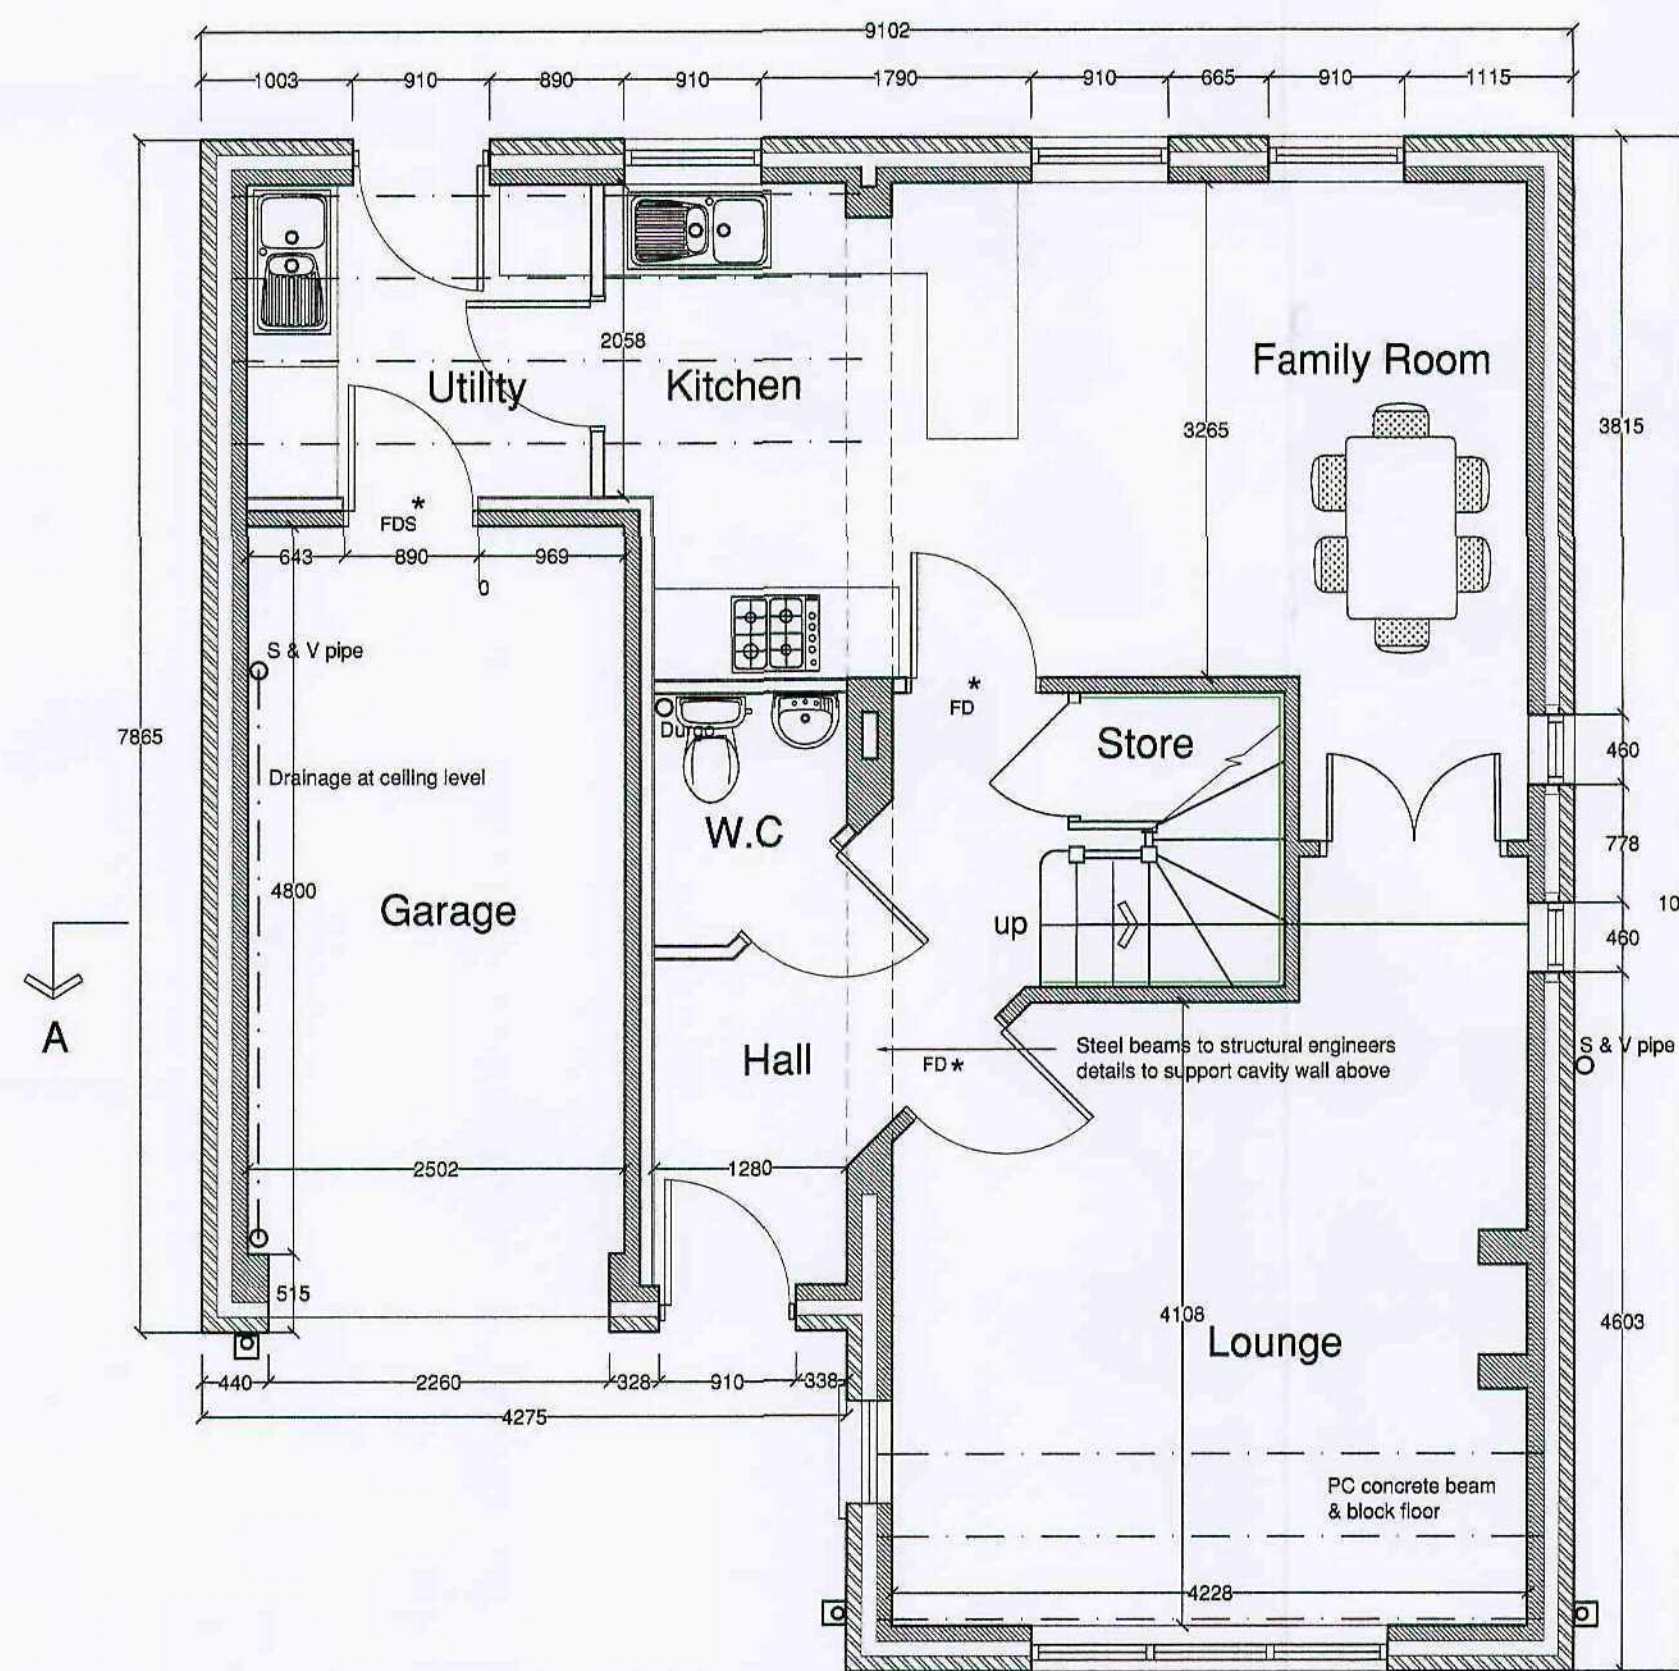 9102
1003 910 890 910 1790 910 665 910 1115
2058
Utility
Kitchen
Family Room
3265
3815
FDS *
643 890 969
0
S & V pipe
* FD
Store
W.C
7865
Drainage at ceiling level
460
778
4800
Garage
up
10
460
A
Hall
FD *
Steel beams to structural engineers
details to support cavity wall above
S & V pipe
2502
1280
515
4108
Lounge
4603
440 2260 328 910 338
4275
PC concrete beam
& block floor
4228